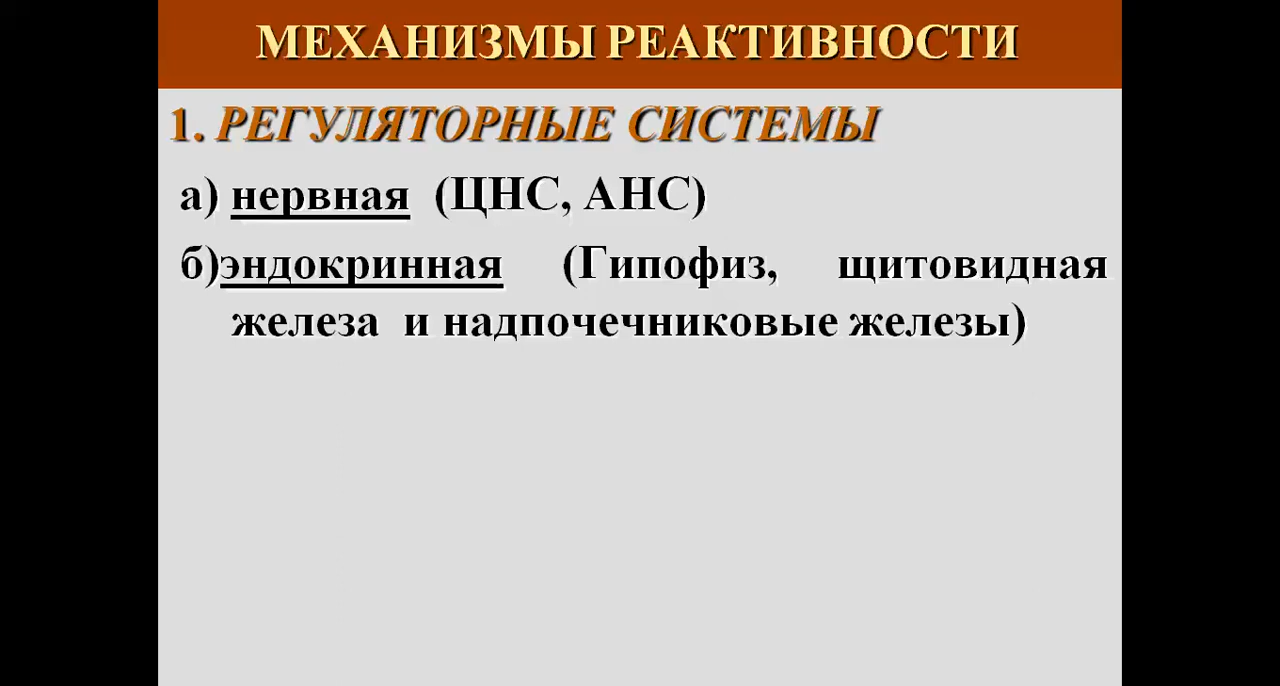 МЕХАНИЗМЫ РЕАКТИВНОСТИ
1. РЕГУЛЯТОРНЫЕ СИСТЕМЫ
а) нервная (ЦНС, АНС)
б)эндокринная (Гипофиз, щитовидная
железа и надпочечниковые железы)